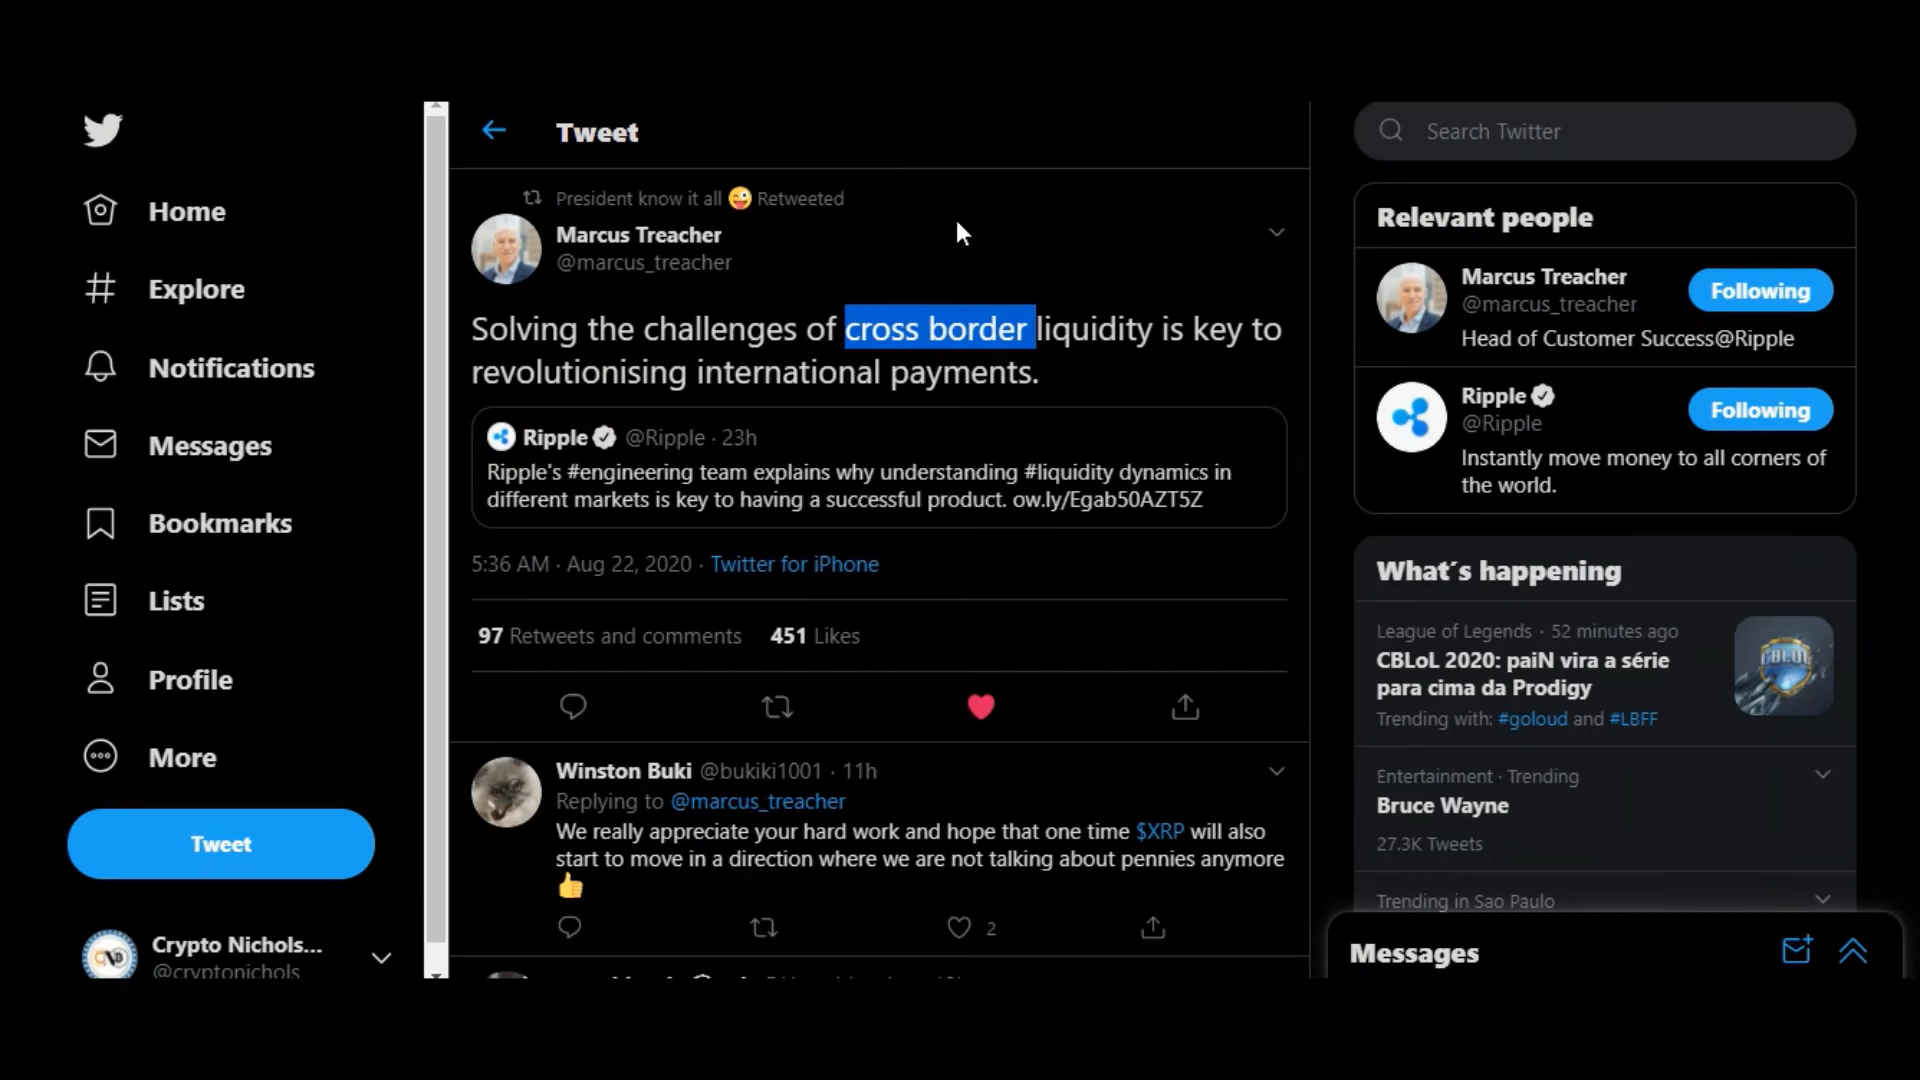 Home
Explore
Notifications
Messages
Bookmarks
Lists
Profile
More
Tweet
Crypto Nichols...
@cryptonichols
Tweet
President know it all 😜 Retweeted
Marcus Treacher
@marcus_treacher
Solving the challenges of cross border liquidity is key to
revolutionising international payments.
Ripple @Ripple · 23h
Ripple's #engineering team explains why understanding #liquidity dynamics in
different markets is key to having a successful product. ow.ly/Egab50AZT5Z
5:36 AM · Aug 22, 2020 · Twitter for iPhone
97 Retweets and comments 451 Likes
Winston Buki @bukiki1001 · 11h
Replying to @marcus_treacher
We really appreciate your hard work and hope that one time $XRP will also
start to move in a direction where we are not talking about pennies anymore
👍
2
Search Twitter
Relevant people
Marcus Treacher
@marcus_treacher
Following
Head of Customer Success@Ripple
Ripple
@Ripple
Following
Instantly move money to all corners of
the world.
What´s happening
League of Legends · 52 minutes ago
CBLoL 2020: paiN vira a série
para cima da Prodigy
Trending with: #goloud and #LBFF
CBLOL
Entertainment · Trending
Bruce Wayne
27.3K Tweets
Trending in Sao Paulo
Messages